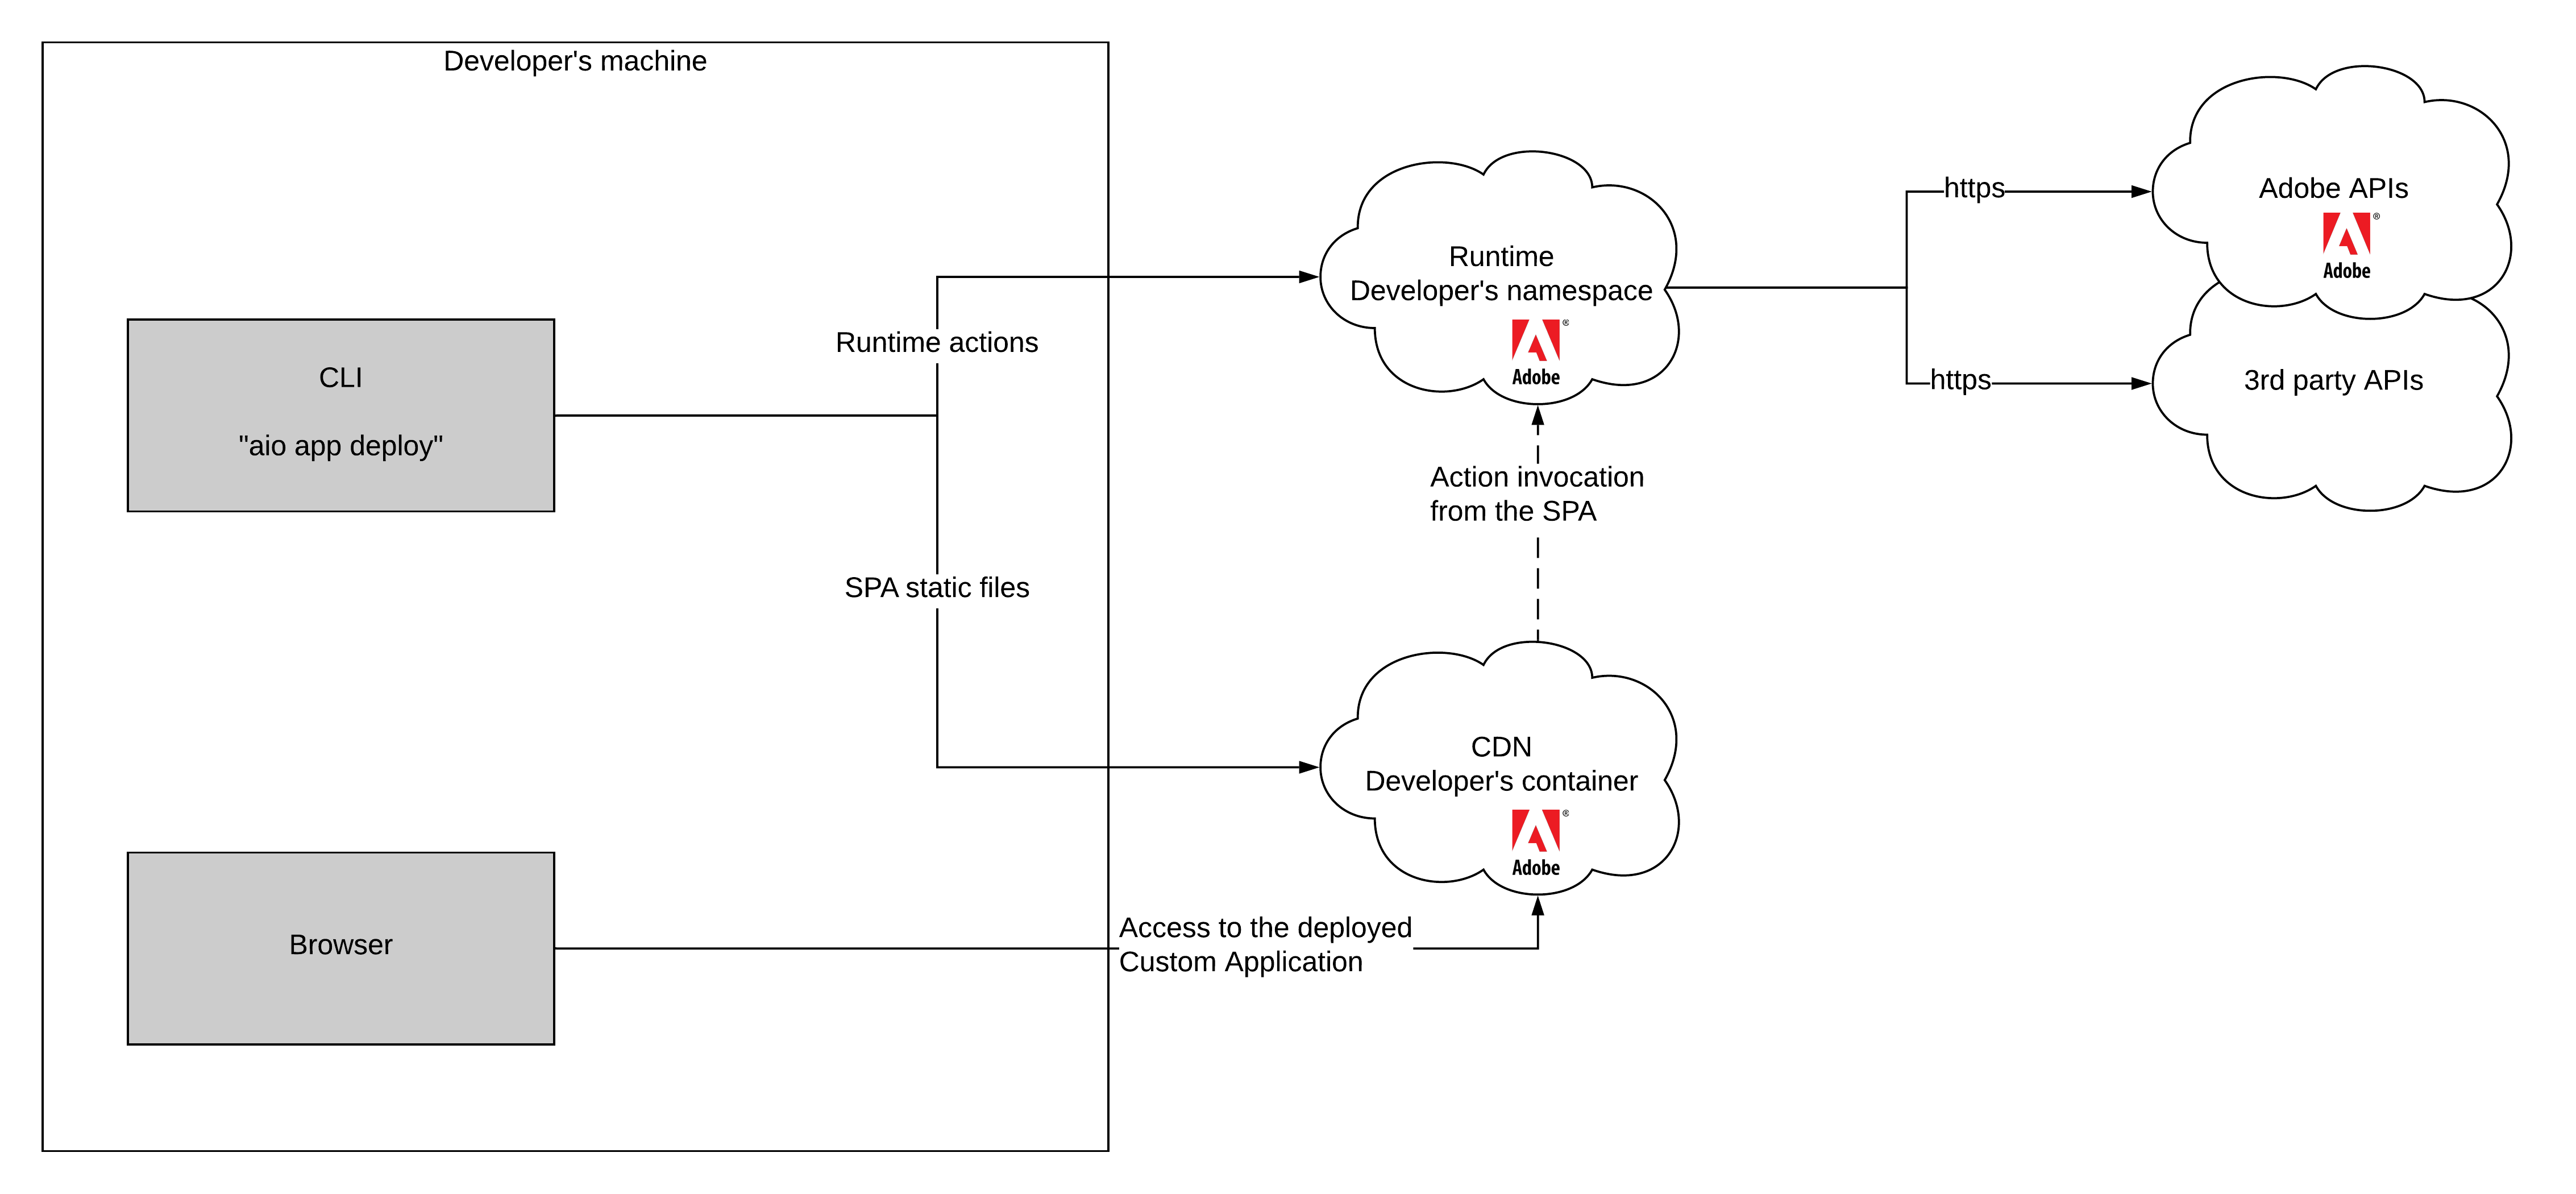 Developer's machine
CLI
"aio app deploy"
Runtime actions
SPA static files
Browser
Runtime
Developer's namespace
®
Adobe
Action invocation
from the SPA
CDN
Developer's container
®
Adobe
Access to the deployed
Custom Application
https
https
Adobe APIs
®
Adobe
3rd party APIs